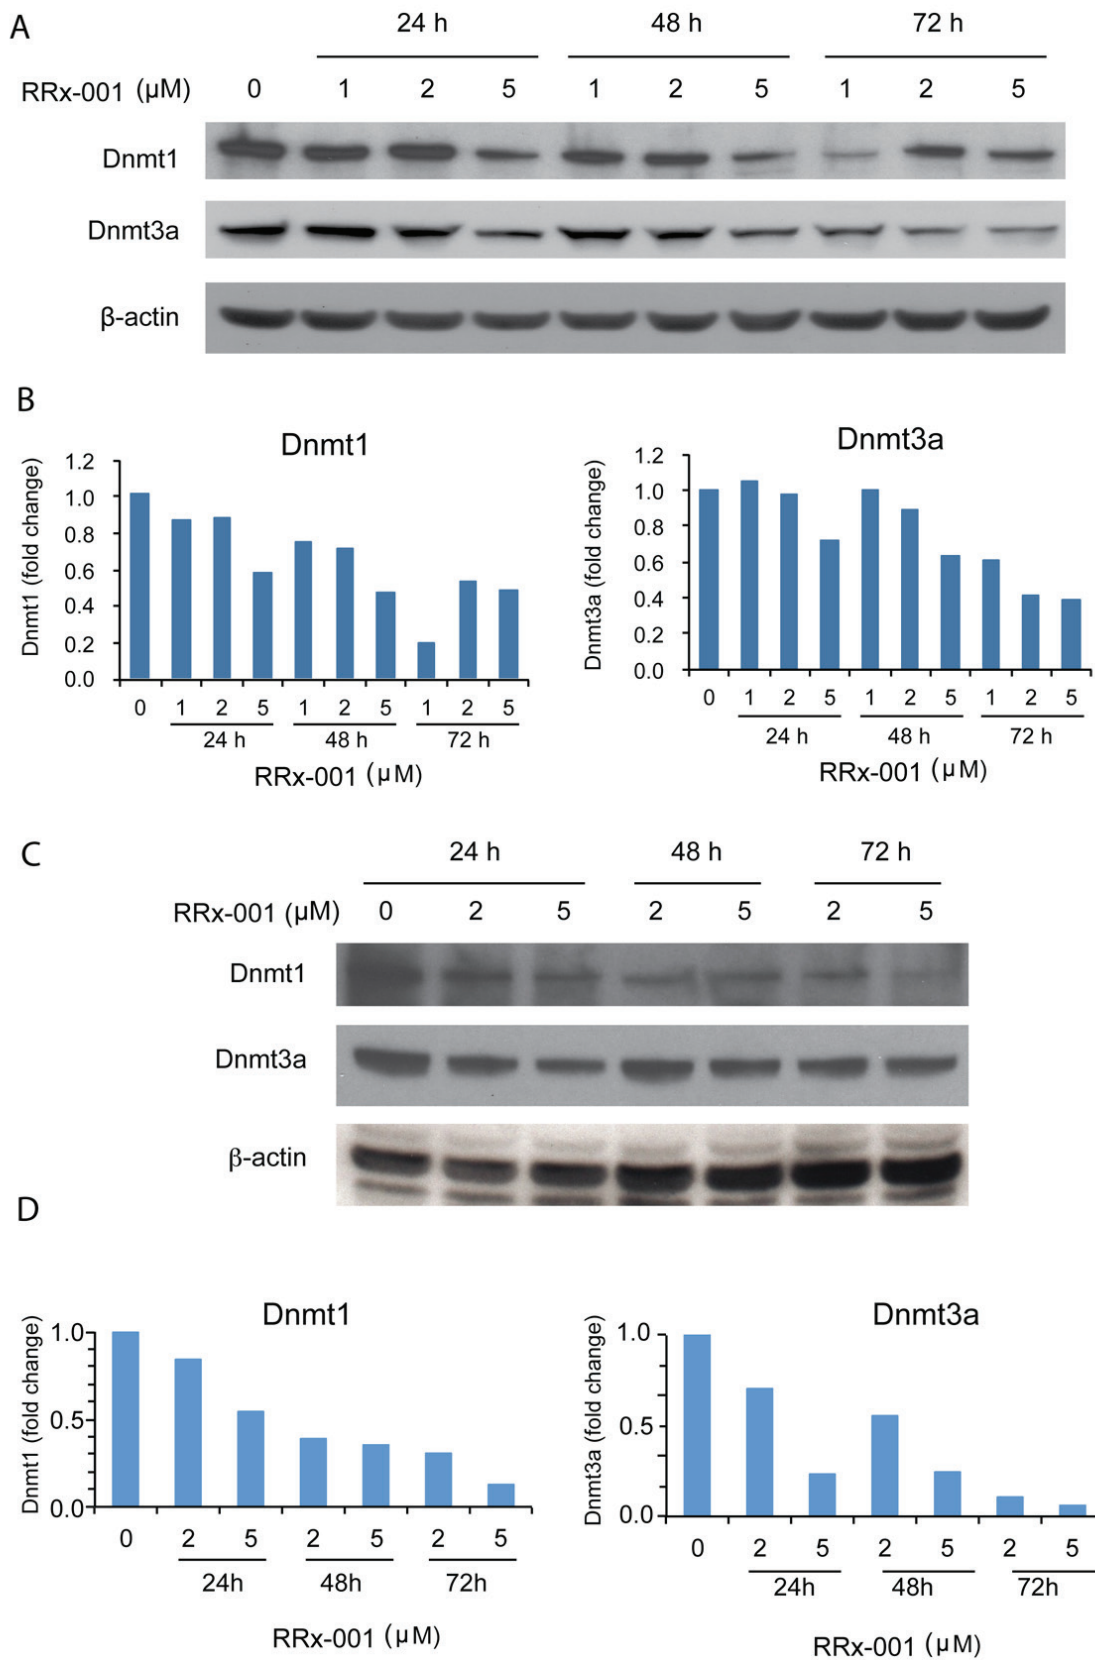 A
24 h 48 h 72 h
RRx-001 (μM) 0 1 2 5 1 2 5 1 2 5
Dnmt1
Dnmt3a
β-actin
B
Dnmt1
Dnmt1 (fold change)
1.2
1.0
0.8
0.6
0.4
0.2
0.0
0 1 2 5 1 2 5 1 2 5
24 h 48 h 72 h
RRx-001 (μM)
Dnmt3a
Dnmt3a (fold change)
1.2
1.0
0.8
0.6
0.4
0.2
0.0
0 1 2 5 1 2 5 1 2 5
24 h 48 h 72 h
RRx-001 (μM)
C
24 h 48 h 72 h
RRx-001 (μM) 0 2 5 2 5 2 5
Dnmt1
Dnmt3a
β-actin
D
Dnmt1
Dnmt1 (fold change)
1.0
0.5
0.0
0 2 5 2 5 2 5
24h 48h 72h
RRx-001 (μM)
Dnmt3a
Dnmt3a (fold change)
1.0
0.5
0.0
0 2 5 2 5 2 5
24h 48h 72h
RRx-001 (μM)